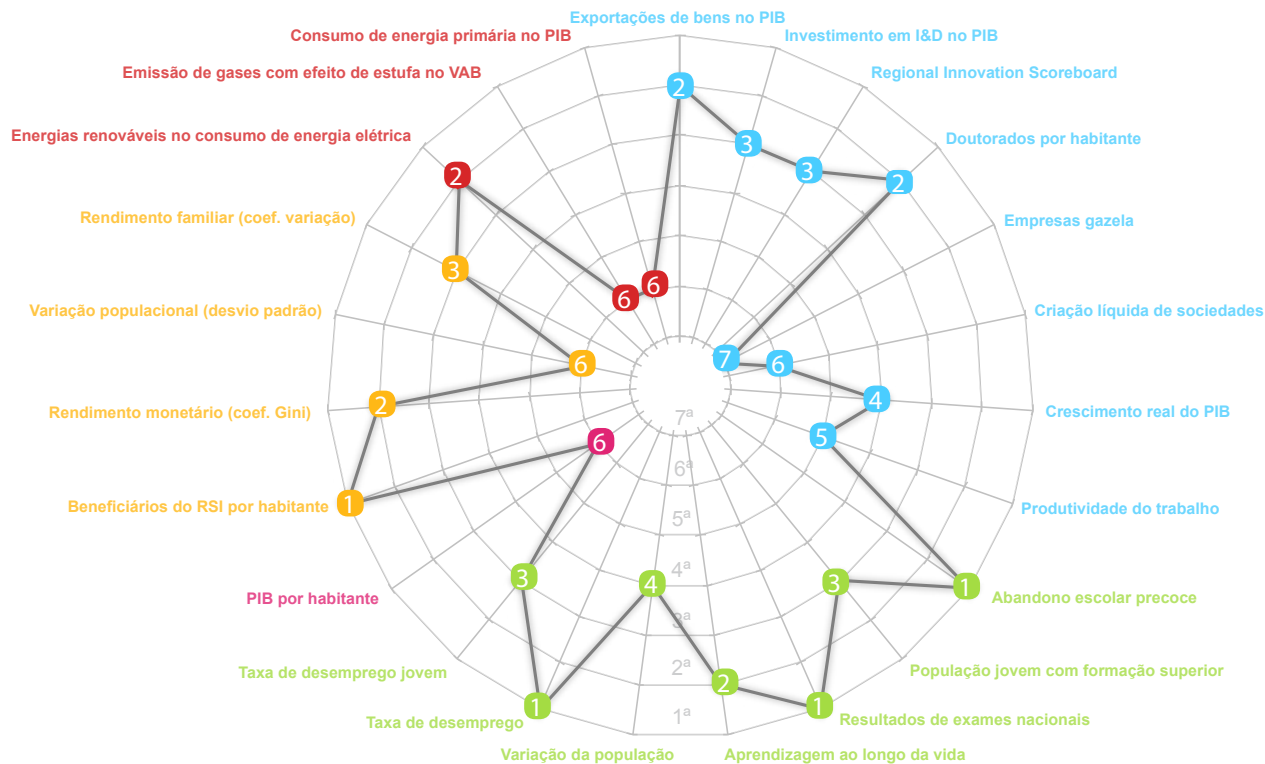 Exportações de bens no PIB
Consumo de energia primária no PIB
Investimento em I&D no PIB
Emissão de gases com efeito de estufa no VAB
Regional Innovation Scoreboard
2
Energias renováveis no consumo de energia elétrica
Doutorados por habitante
3
3
2
2
Rendimento familiar (coef. variação)
Empresas gazela
3
6
6
Variação populacional (desvio padrão)
Criação líquida de sociedades
7
6
6
Rendimento monetário (coef. Gini)
2
4
Crescimento real do PIB
7ª
5
6
6ª
Beneficiários do RSI por habitante
1
Produtividade do trabalho
5ª
3
4ª
4
3
1
PIB por habitante
Abandono escolar precoce
3ª
Taxa de desemprego jovem
2ª
2
População jovem com formação superior
1
1ª
1
Taxa de desemprego
Resultados de exames nacionais
Variação da população
Aprendizagem ao longo da vida